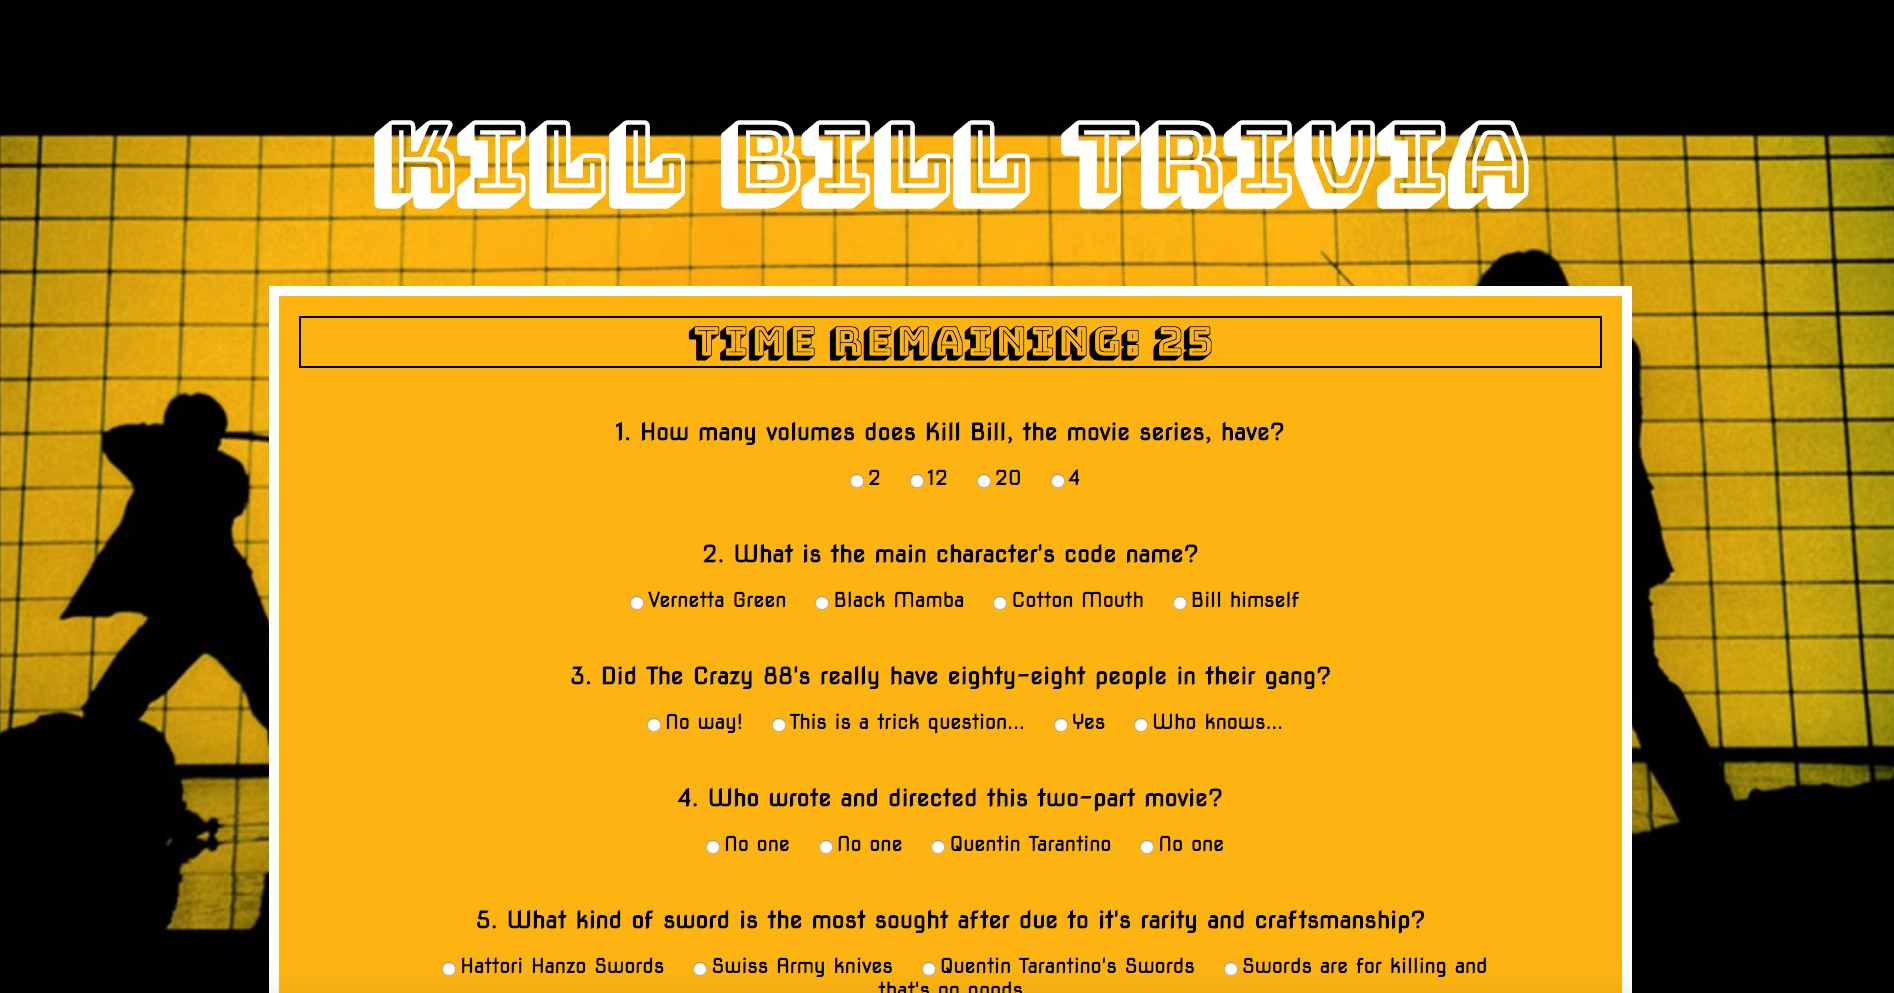 KILL BILL TRIVIA
TIME REMAINING: 25
1. How many volumes does Kill Bill, the movie series, have?
2 12 20 4
2. What is the main character's code name?
Vernetta Green Black Mamba Cotton Mouth Bill himself
3. Did The Crazy 88's really have eighty-eight people in their gang?
No way! This is a trick question... Yes Who knows...
4. Who wrote and directed this two-part movie?
No one No one Quentin Tarantino No one
5. What kind of sword is the most sought after due to it's rarity and craftsmanship?
Hattori Hanzo Swords Swiss Army knives Quentin Tarantino's Swords Swords are for killing and
that's no goods